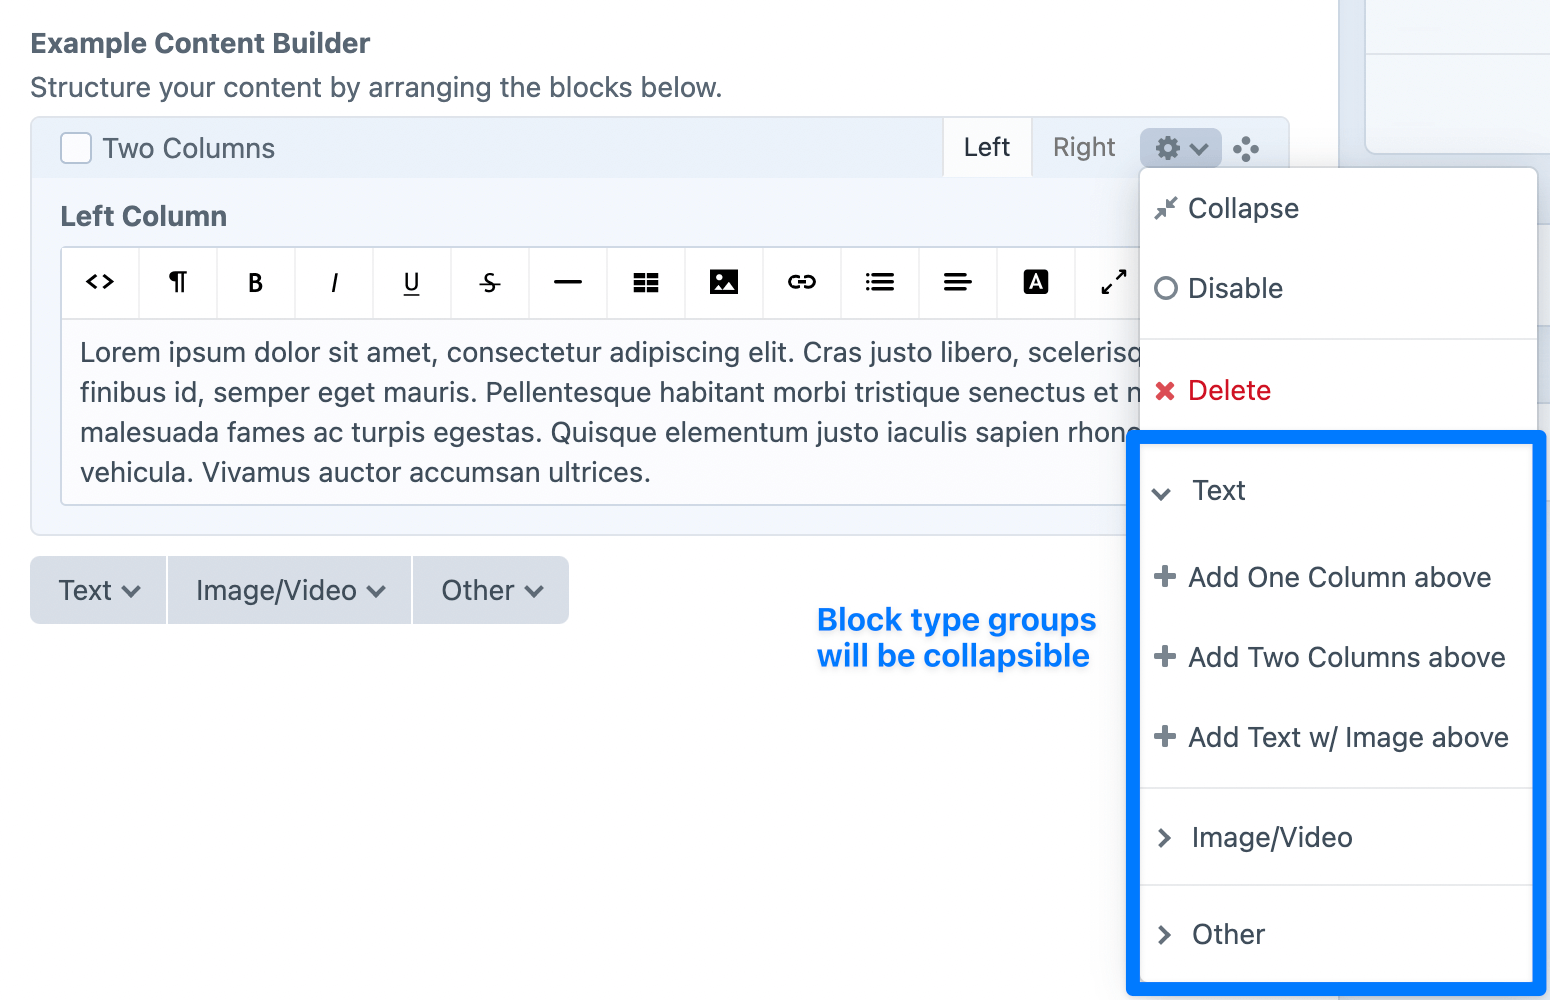 Example Content Builder
Structure your content by arranging the blocks below.
Two Columns
Left
Right
Left Column
B
I
U
S
A
Lorem ipsum dolor sit amet, consectetur adipiscing elit. Cras justo libero,
finibus id, semper eget mauris. Pellentesque habitant morbi tristique senectus et
malesuada fames ac turpis egestas. Quisque elementum justo iaculis sapien
vehicula. Vivamus auctor accumsan ultrices.
Text
Image/Video
Other
Block type groups
will be collapsible
Collapse
Disable
Delete
Text
Add One Column above
Add Two Columns above
Add Text w/ Image above
Image/Video
Other